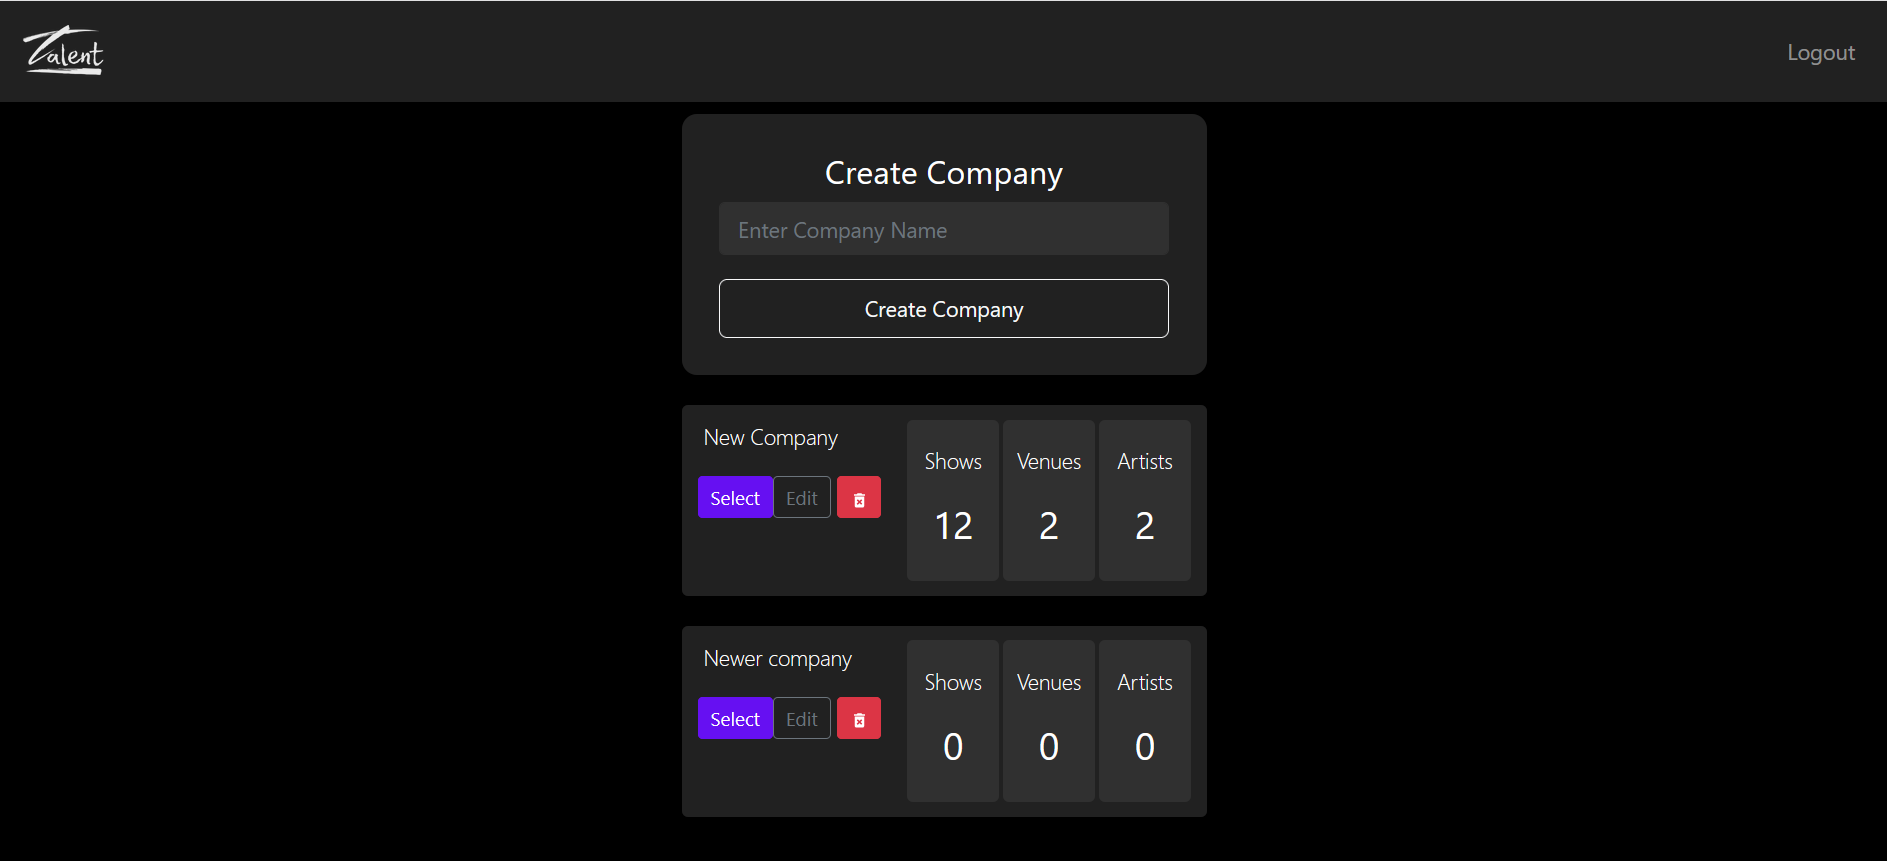 Talent
Logout
Create Company
Enter Company Name
Create Company
New Company
Select Edit
Shows Venues Artists
12 2 2
Newer company
Select Edit
Shows Venues Artists
0 0 0